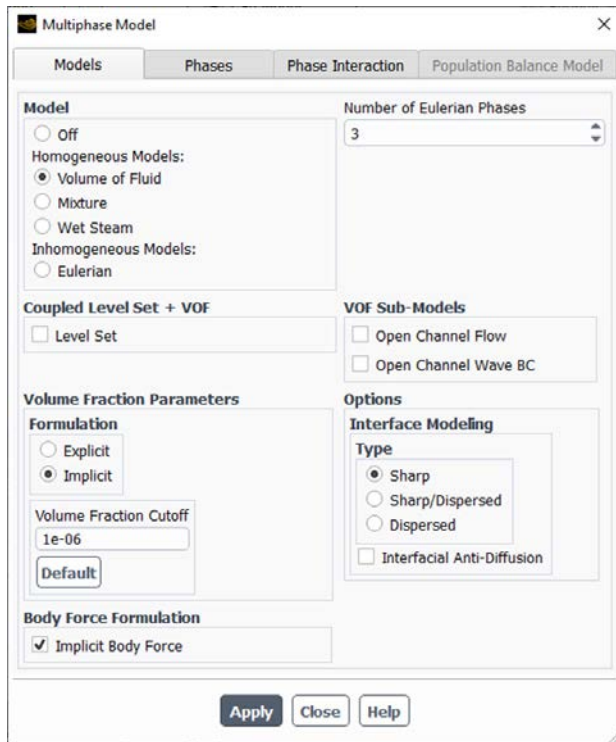 Multiphase Model
Models
Phases
Phase Interaction
Population Balance Model
Model
Off
Homogeneous Models:
Volume of Fluid
Mixture
Wet Steam
Inhomogeneous Models:
Eulerian
Number of Eulerian Phases
3
Coupled Level Set + VOF
Level Set
VOF Sub-Models
Open Channel Flow
Open Channel Wave BC
Volume Fraction Parameters
Formulation
Explicit
Implicit
Volume Fraction Cutoff
1e-06
Default
Options
Interface Modeling
Type
Sharp
Sharp/Dispersed
Dispersed
Interfacial Anti-Diffusion
Body Force Formulation
Implicit Body Force
Apply
Close
Help